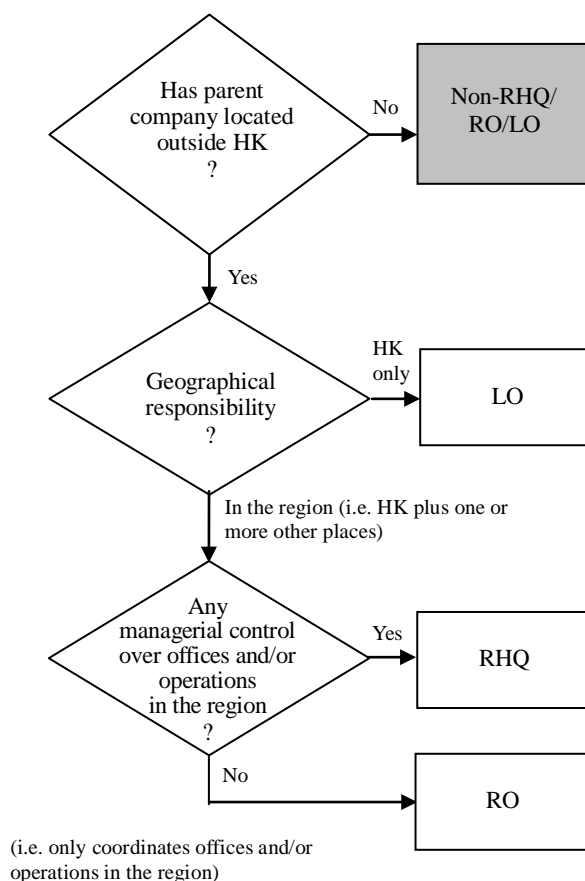 Has parent
company located
outside HK
?
No
Non-RHQ/
RO/LO
Yes
Geographical
responsibility
?
HK
only
LO
In the region (i.e. HK plus one or
more other places)
Any
managerial control
over offices and/or
operations
in the region
?
Yes
RHQ
No
RO
(i.e. only coordinates offices and/or
operations in the region)